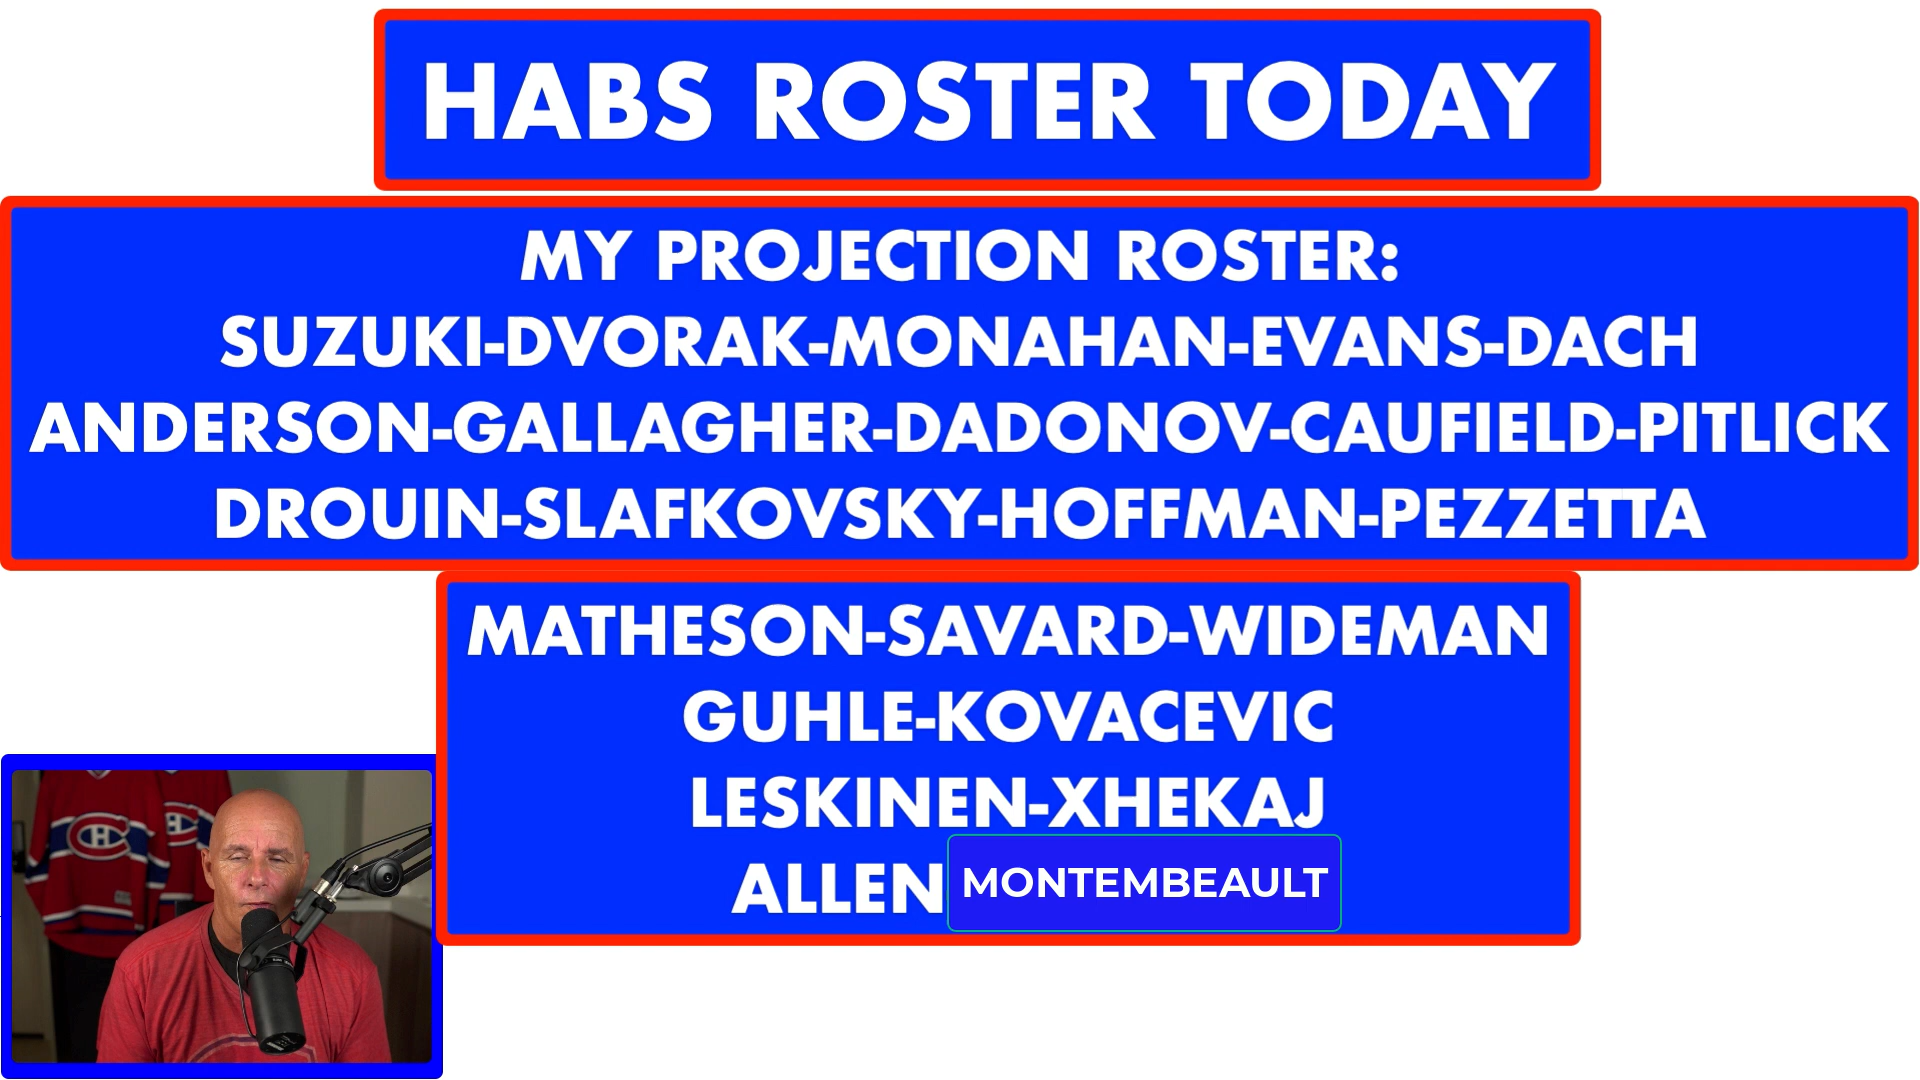 HABS ROSTER TODAY
MY PROJECTION ROSTER:
SUZUKI-DVORAK-MONAHAN-EVANS-DACH
ANDERSON-GALLAGHER-DADONOV-CAUFIELD-PITLICK
DROUIN-SLAFKOVSKY-HOFFMAN-PEZZETTA
MATHESON-SAVARD-WIDEMAN
GUHLE-KOVACEVIC
LESKINEN-XHEKAJ
ALLEN MONTEMBEAULT